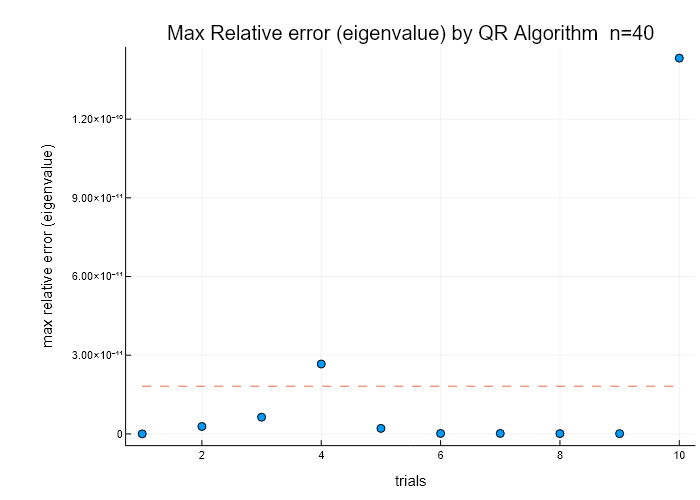 Max Relative error (eigenvalue) by QR Algorithm  n=40
max relative error (eigenvalue)
1.20×10⁻¹⁰
9.00×10⁻¹¹
6.00×10⁻¹¹
3.00×10⁻¹¹
0
2 4 6 8 10
trials